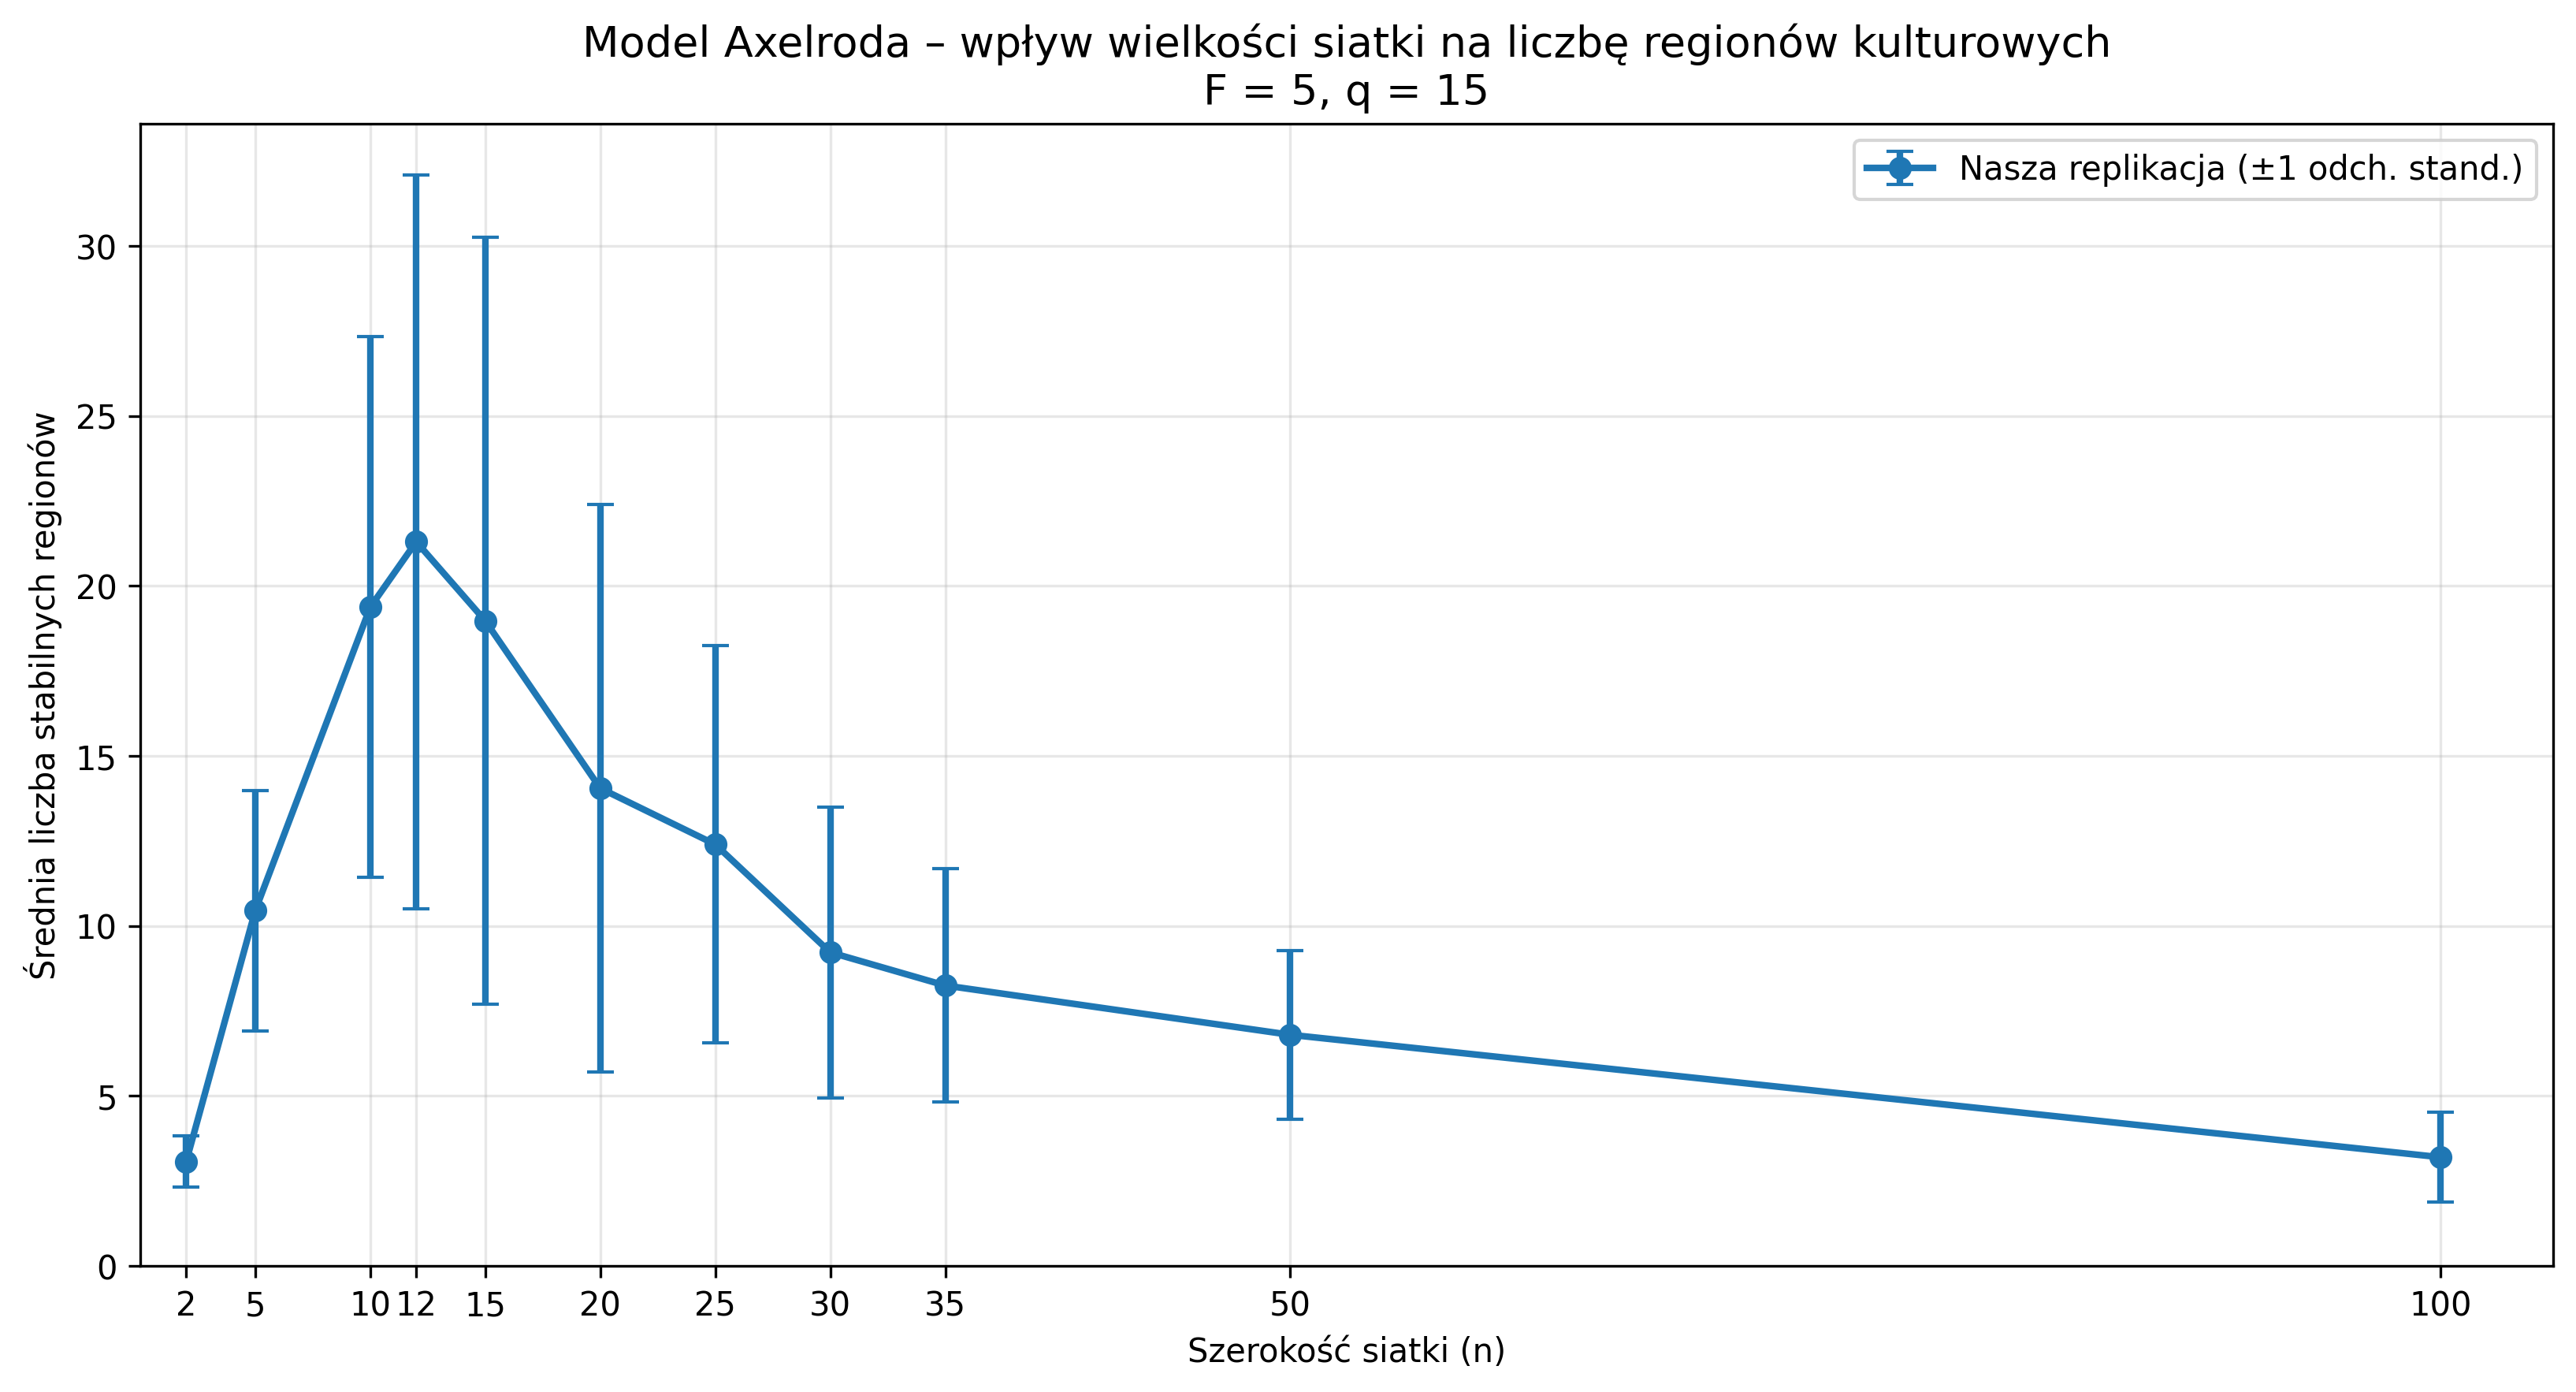 Model Axelroda – wpływ wielkości siatki na liczbę regionów kulturowych
F = 5, q = 15
Nasza replikacja (±1 odch. stand.)
Średnia liczba stabilnych regionów
30
25
20
15
10
5
0
2 5 10 12 15 20 25 30 35 50 100
Szerokość siatki (n)